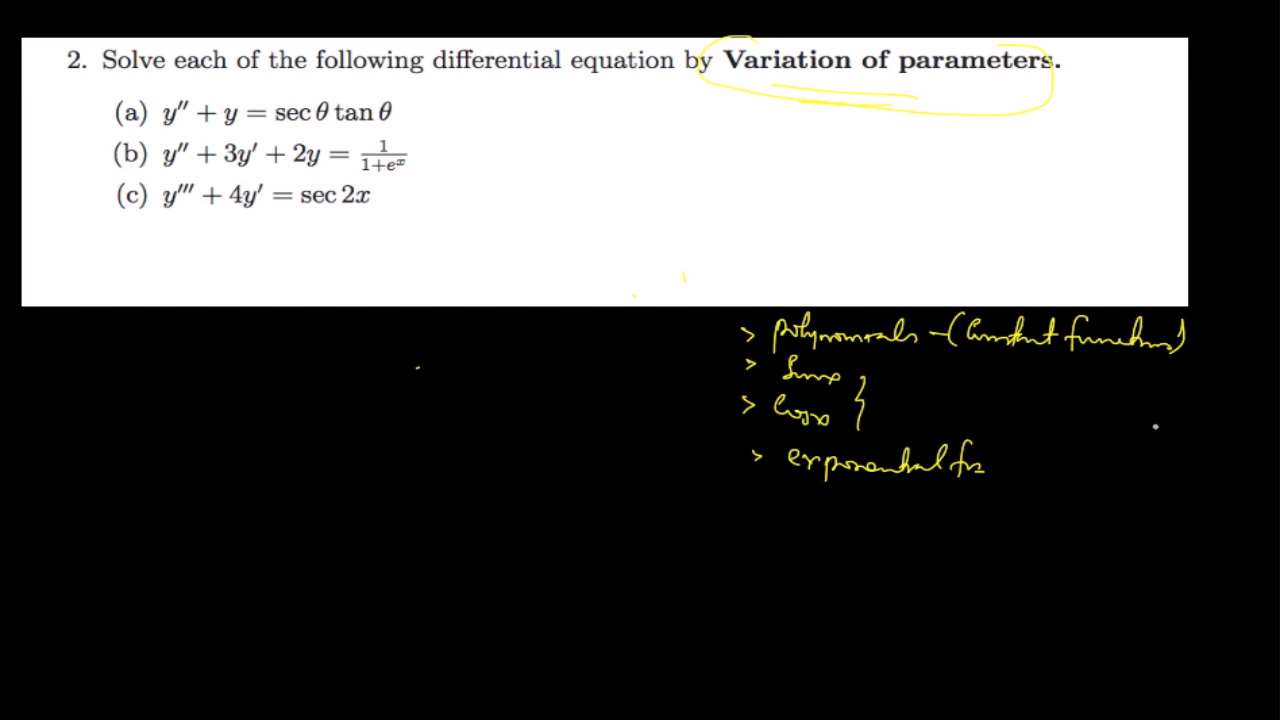 2. Solve each of the following differential equation by Variation of parameters.
(a) y″ + y = sec θ tan θ
(b) y″ + 3y′ + 2y = 1/(1+eˣ)
(c) y‴ + 4y′ = sec 2x
> polynomials - (Constant functions)
> Sinx
> Cosx
> exponential fn